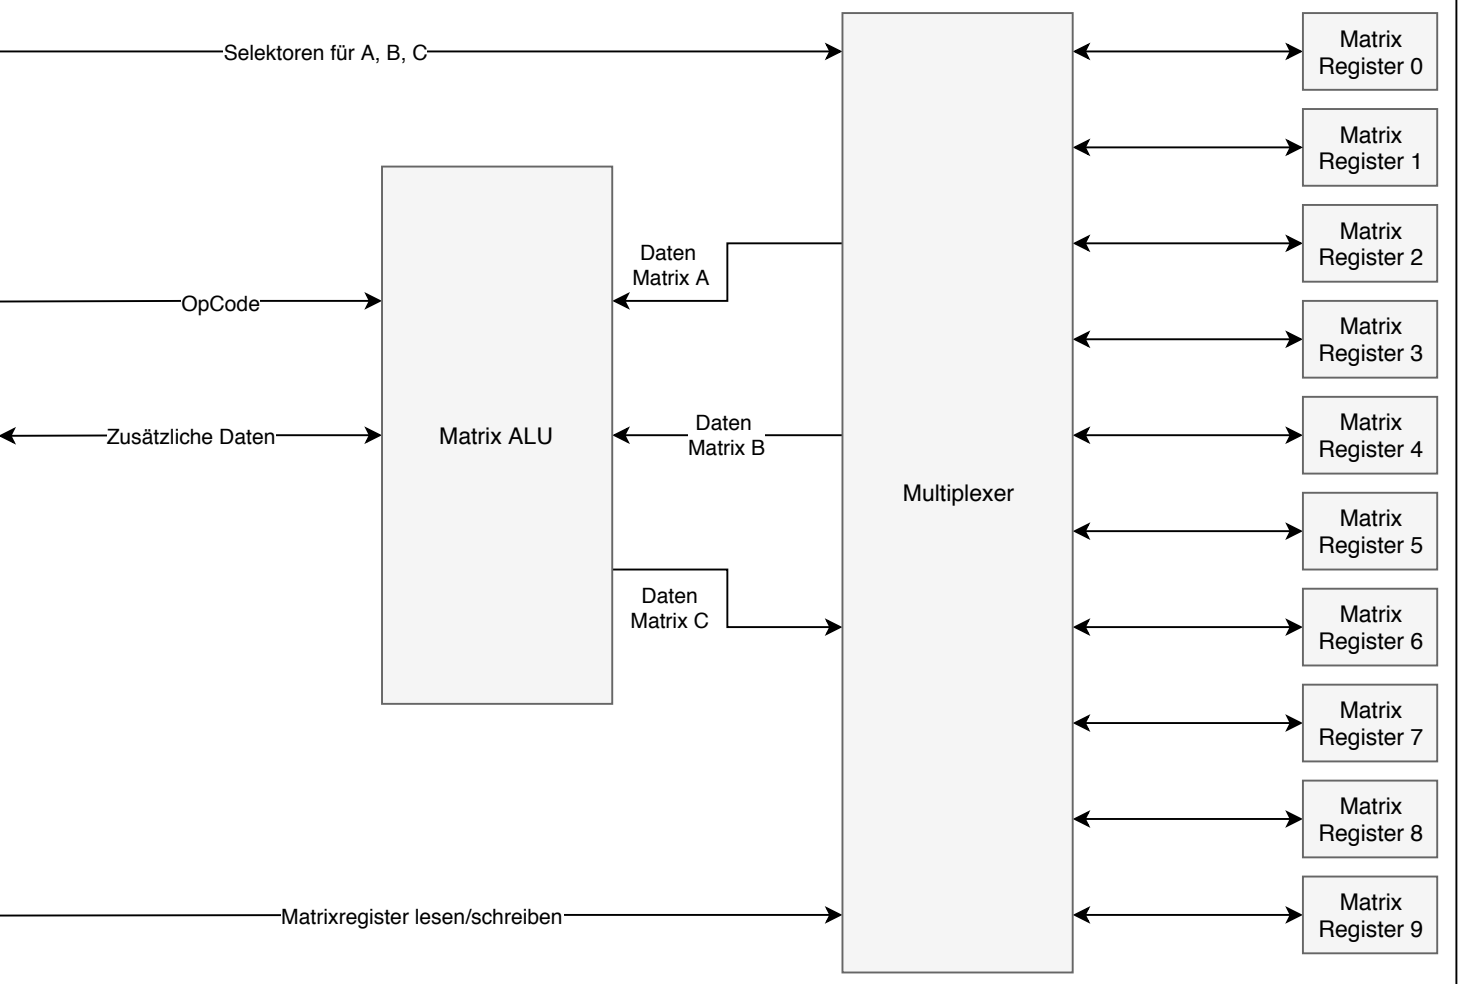 Selektoren für A, B, C
OpCode
Zusätzliche Daten
Matrixregister lesen/schreiben
Matrix ALU
Daten
Matrix A
Daten
Matrix B
Daten
Matrix C
Multiplexer
Matrix
Register 0
Matrix
Register 1
Matrix
Register 2
Matrix
Register 3
Matrix
Register 4
Matrix
Register 5
Matrix
Register 6
Matrix
Register 7
Matrix
Register 8
Matrix
Register 9